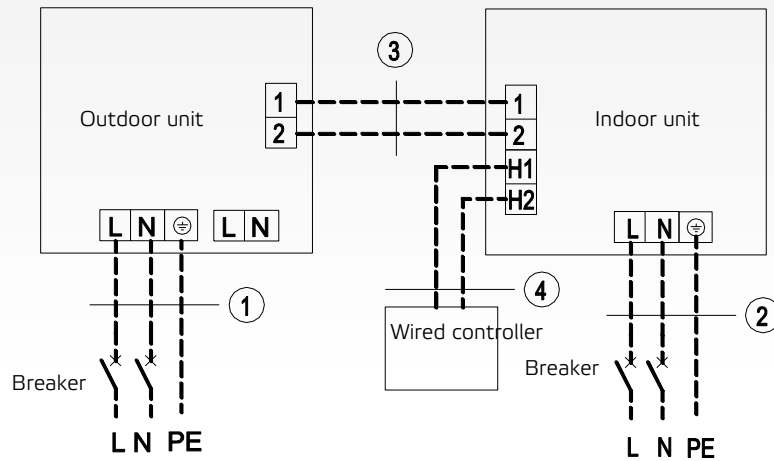 3
1
1
Outdoor unit
Indoor unit
2
2
H1
H2
L N ⏚
L N
L N ⏚
1
4
2
Wired controller
Breaker
Breaker
L N PE
L N PE